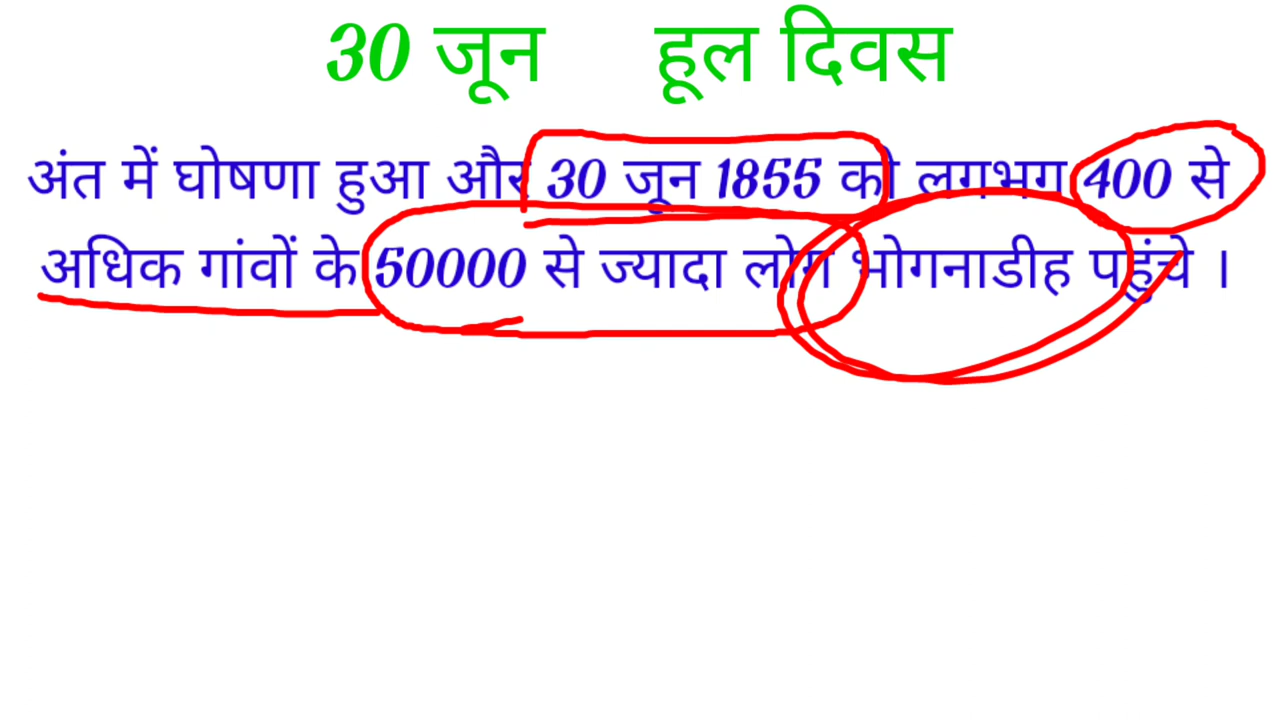 30 जून हूल दिवस
अंत में घोषणा हुआ और 30 जून 1855 को लगभग 400 से
अधिक गांवों के 50000 से ज्यादा लोग भोगनाडीह पहुंचे ।